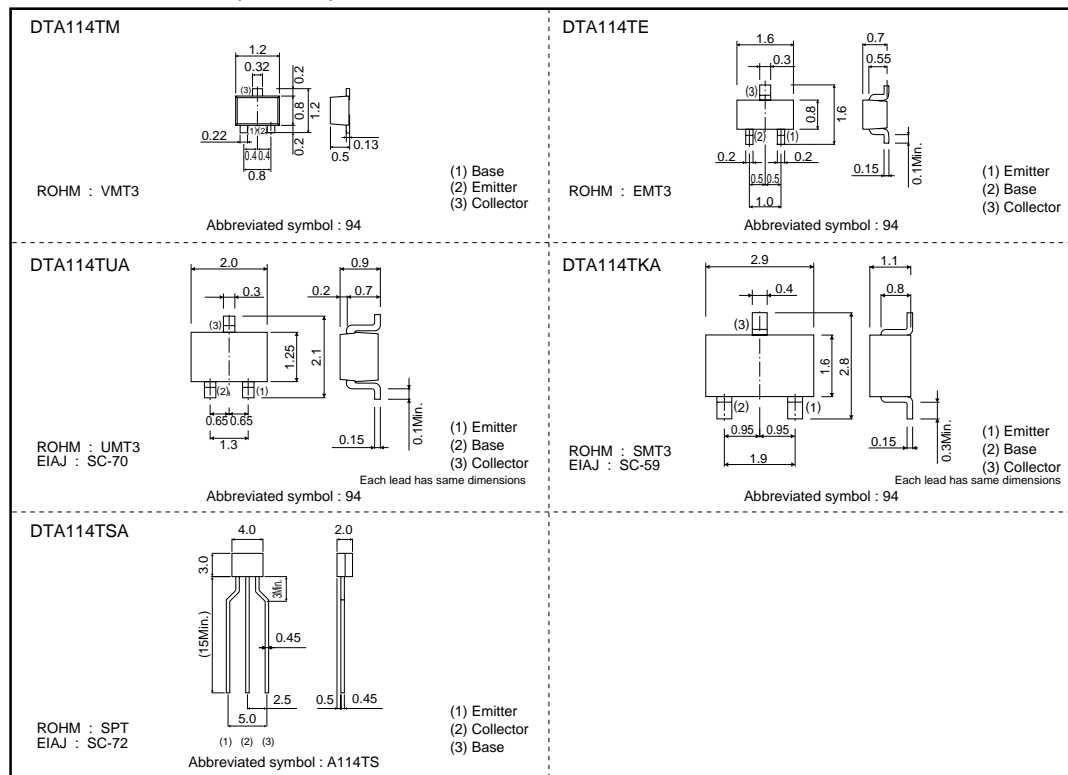 DTA114TM
1.2
0.32
0.2
(3)
0.8
1.2
(1) (2)
0.22
0.2
0.4 0.4
0.8
0.5
0.13
(1) Base
(2) Emitter
(3) Collector
ROHM : VMT3
Abbreviated symbol : 94
DTA114TE
1.6
0.3
0.7
0.55
(3)
0.8
1.6
(2)
(1)
0.2
0.2
0.5 0.5
1.0
0.15
0.1Min.
(1) Emitter
(2) Base
(3) Collector
ROHM : EMT3
Abbreviated symbol : 94
DTA114TUA
2.0
0.3
0.9
0.2
0.7
(3)
1.25
2.1
(2)
(1)
0.65 0.65
1.3
0.15
0.1Min.
(1) Emitter
(2) Base
(3) Collector
ROHM : UMT3
EIAJ : SC-70
Each lead has same dimensions
Abbreviated symbol : 94
DTA114TKA
2.9
0.4
1.1
0.8
(3)
1.6
2.8
(2)
(1)
0.95 0.95
1.9
0.15
0.3Min.
(1) Emitter
(2) Base
(3) Collector
ROHM : SMT3
EIAJ : SC-59
Each lead has same dimensions
Abbreviated symbol : 94
DTA114TSA
4.0
2.0
3.0
3Min.
(15Min.)
0.45
2.5
5.0
0.5
0.45
(1) (2) (3)
(1) Emitter
(2) Collector
(3) Base
ROHM : SPT
EIAJ : SC-72
Abbreviated symbol : A114TS